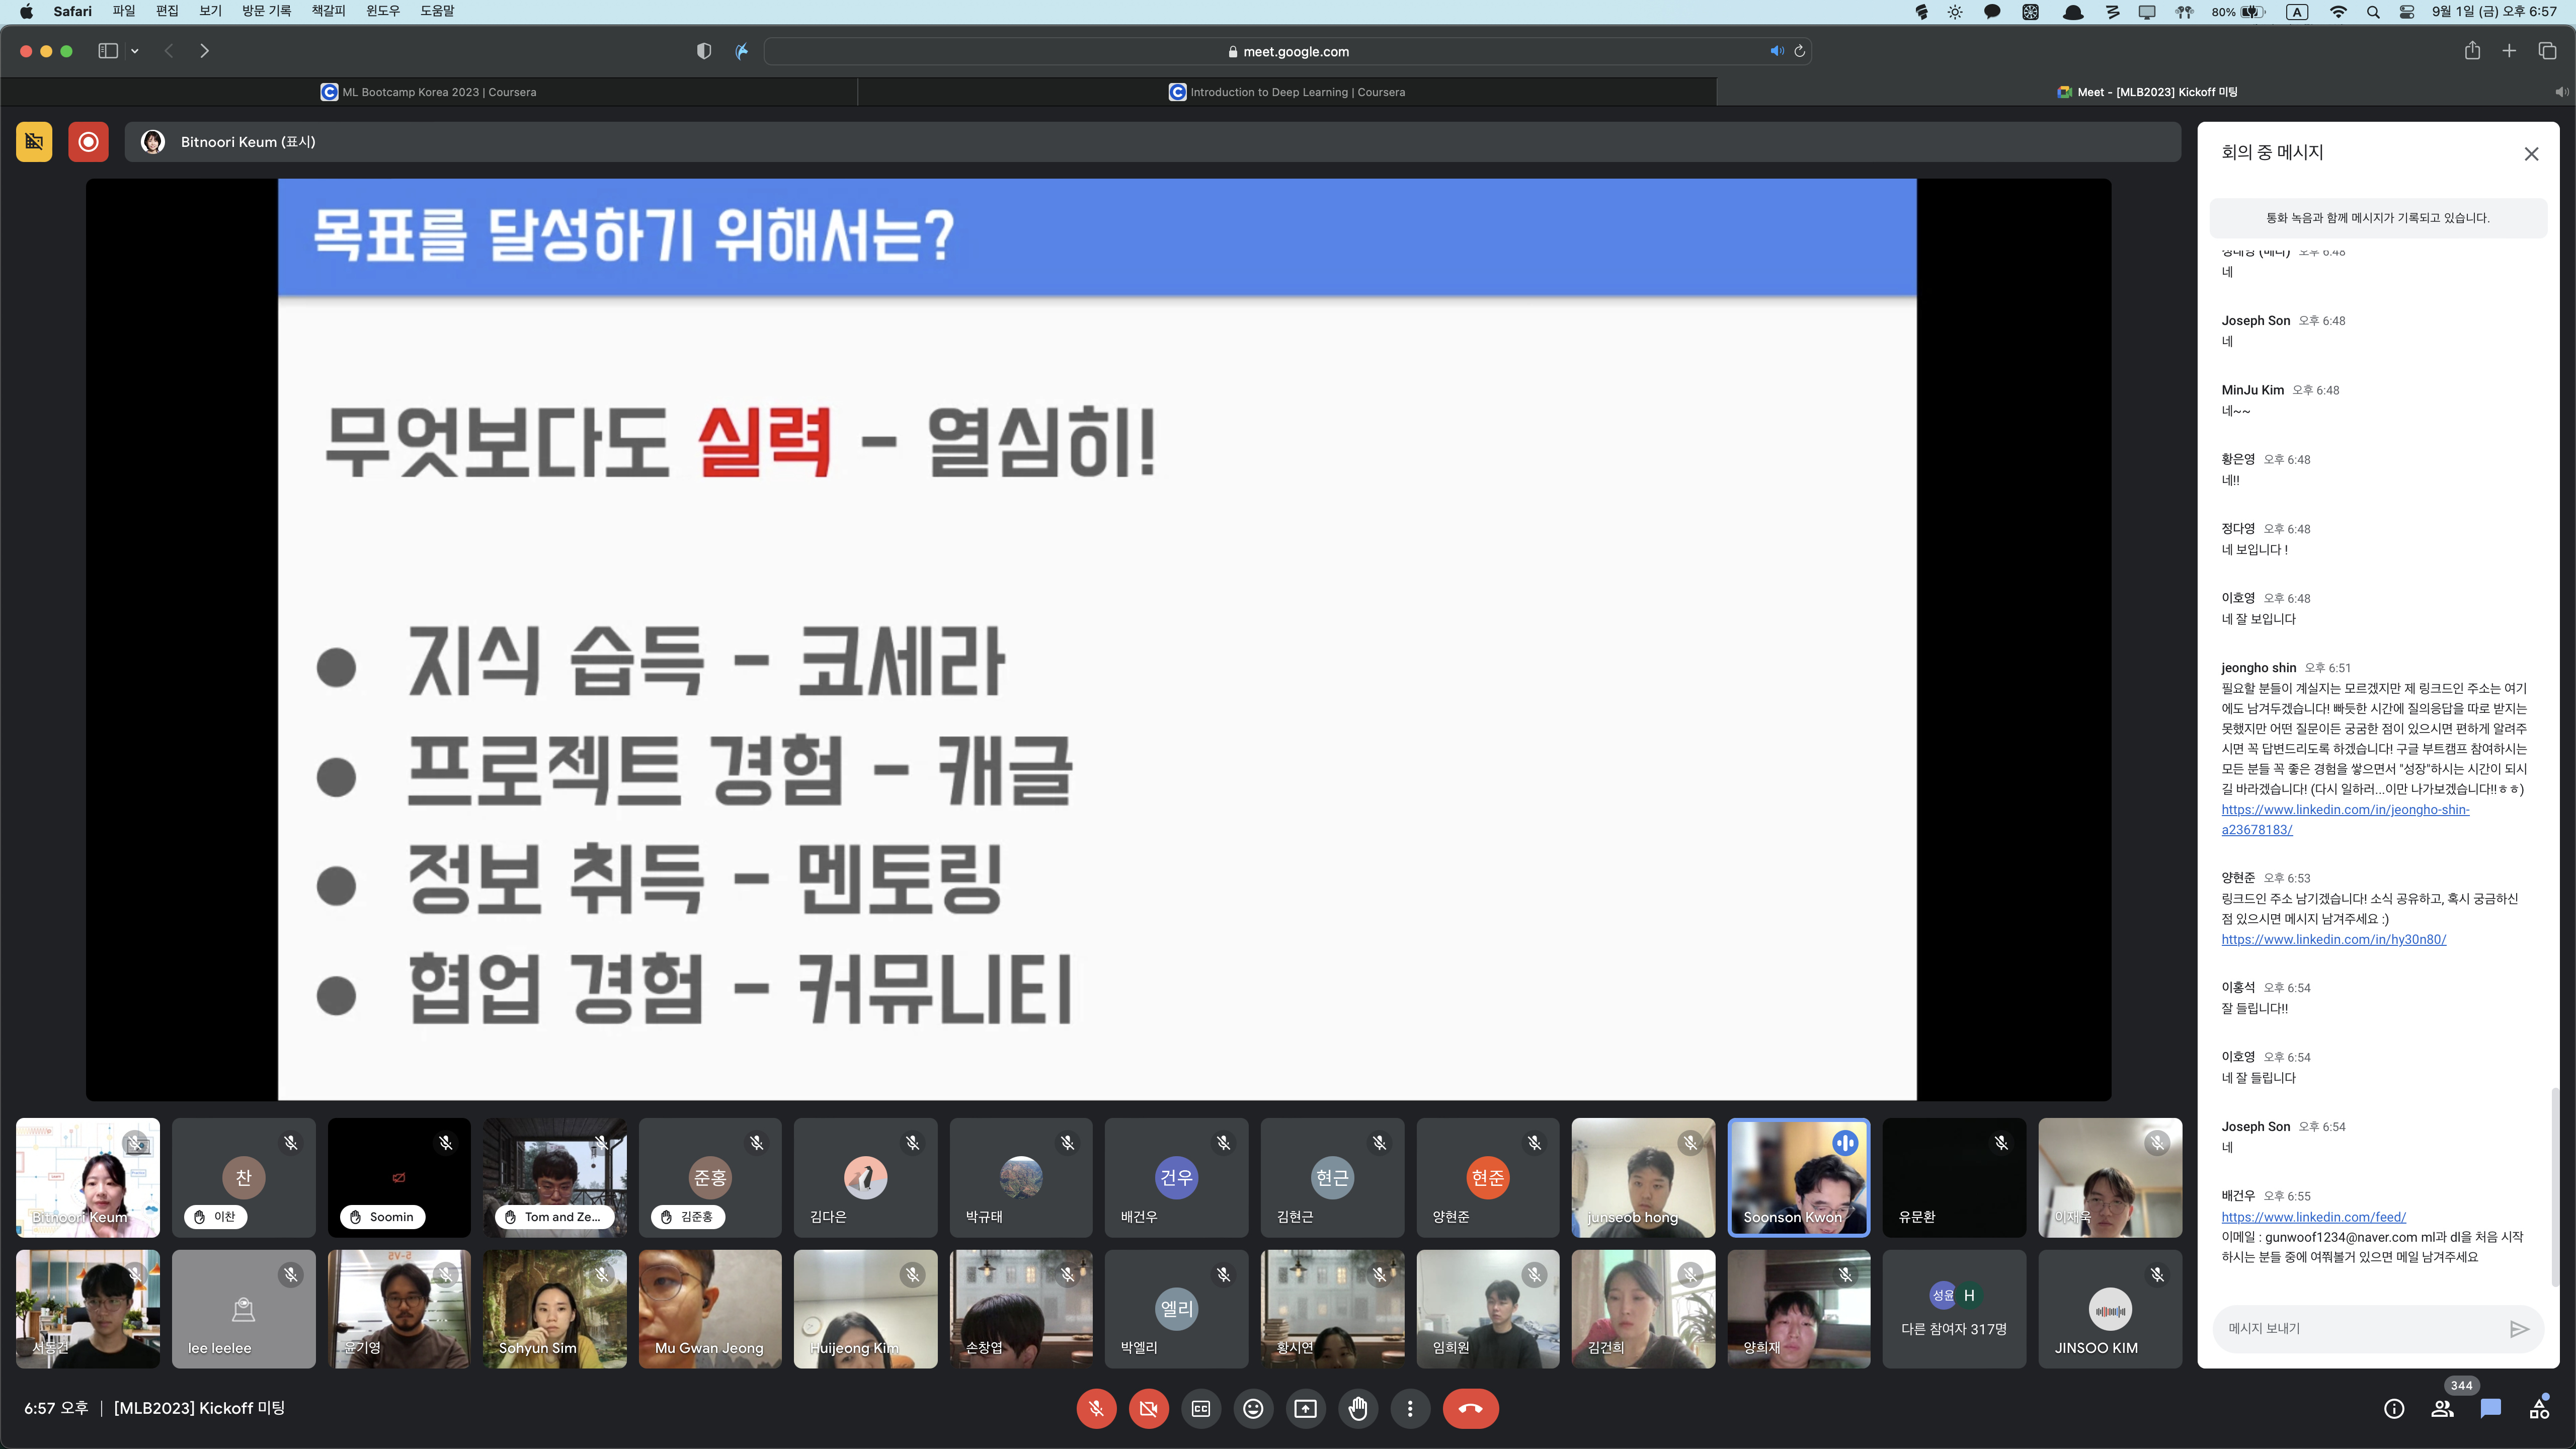 Safari 파일 편집 보기 방문 기록 책갈피 윈도우 도움말
80% A 9월 1일 (금) 오후 6:57
meet.google.com
ML Bootcamp Korea 2023 | Coursera
Introduction to Deep Learning | Coursera
Meet - [MLB2023] Kickoff 미팅
Bitnoori Keum (표시)
목표를 달성하기 위해서는?
무엇보다도 실력 - 열심히!
● 지식 습득 - 코세라
● 프로젝트 경험 - 캐글
● 정보 취득 - 멘토링
● 협업 경험 - 커뮤니티
회의 중 메시지
통화 녹음과 함께 메시지가 기록되고 있습니다.
오후 6:48
네
Joseph Son 오후 6:48
네
MinJu Kim 오후 6:48
네~~
황은영 오후 6:48
네!!
정다영 오후 6:48
네 보입니다 !
이호영 오후 6:48
네 잘 보입니다
jeongho shin 오후 6:51
필요할 분들이 계실지는 모르겠지만 제 링크드인 주소는 여기
에도 남겨두겠습니다! 빠듯한 시간에 질의응답을 따로 받지는
못했지만 어떤 질문이든 궁금한 점이 있으시면 편하게 알려주
시면 꼭 답변드리도록 하겠습니다! 구글 부트캠프 참여하시는
모든 분들 꼭 좋은 경험을 쌓으면서 "성장"하시는 시간이 되시
길 바라겠습니다! (다시 일하러...이만 나가보겠습니다!!ㅎㅎ)
https://www.linkedin.com/in/jeongho-shin-
a23678183/
양현준 오후 6:53
링크드인 주소 남기겠습니다! 소식 공유하고, 혹시 궁금하신
점 있으시면 메시지 남겨주세요 :)
https://www.linkedin.com/in/hy30n80/
이홍석 오후 6:54
잘 들립니다!!
이호영 오후 6:54
네 잘 들립니다
Joseph Son 오후 6:54
네
배건우 오후 6:55
https://www.linkedin.com/feed/
이메일 : gunwoof1234@naver.com ml과 dl을 처음 시작
하시는 분들 중에 여쭤볼거 있으면 메일 남겨주세요
메시지 보내기
Bitnoori Keum
찬
이찬
Soomin
Tom and Ze...
준홍
김준홍
김다은
박규태
건우
배건우
현근
김현근
현준
양현준
junseob hong
Soonson Kwon
유문환
이재욱
서동건
lee leelee
윤기영
Sohyun Sim
Mu Gwan Jeong
Huijeong Kim
손창엽
엘리
박엘리
황시연
임희원
김건희
양희재
성윤 H
다른 참여자 317명
JINSOO KIM
6:57 오후 | [MLB2023] Kickoff 미팅
CC
344